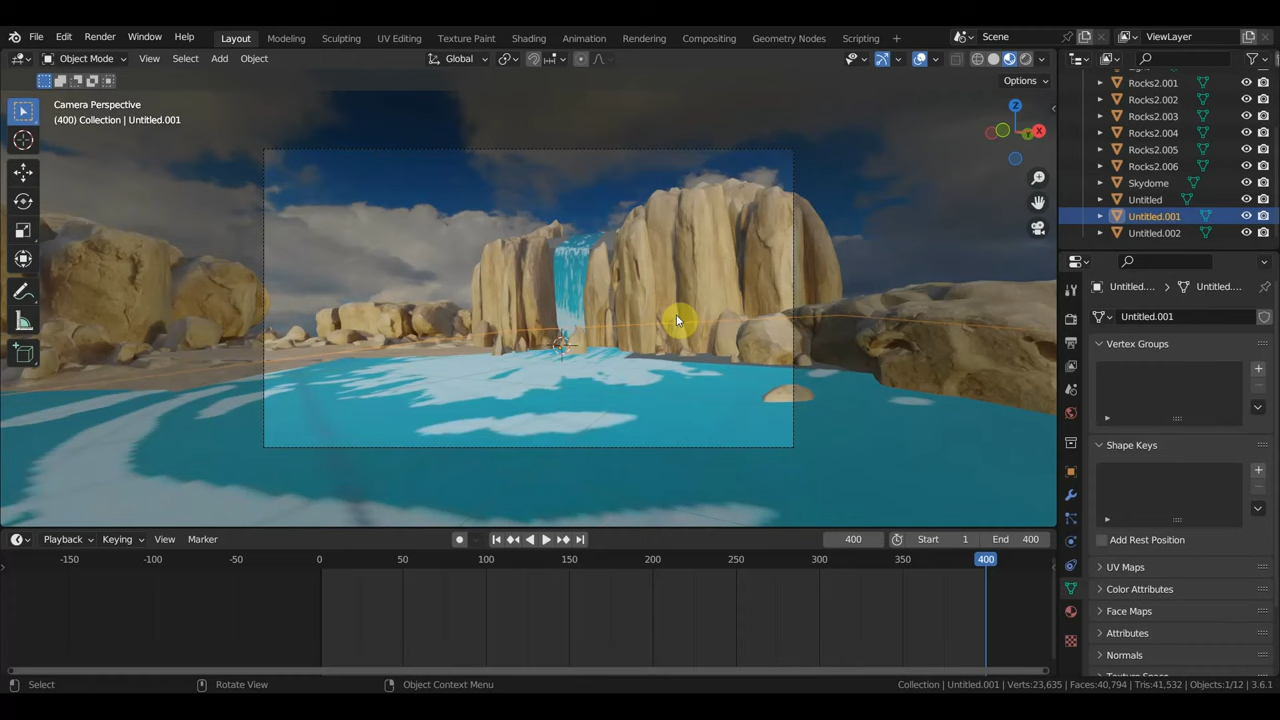 File Edit Render Window Help Layout Modeling Sculpting UV Editing Texture Paint Shading Animation Rendering Compositing Geometry Nodes Scripting + Scene ViewLayer
Object Mode View Select Add Object Global
Options
Camera Perspective
(400) Collection | Untitled.001
Z
X
Y
Rocks2.001
Rocks2.002
Rocks2.003
Rocks2.004
Rocks2.005
Rocks2.006
Skydome
Untitled
Untitled.001
Untitled.002
Untitled.... Untitled....
Untitled.001
Vertex Groups
Shape Keys
Add Rest Position
UV Maps
Color Attributes
Face Maps
Attributes
Normals
Playback Keying View Marker 400 Start 1 End 400
-150 -100 -50 0 50 100 150 200 250 300 350 400
Select Rotate View Object Context Menu Collection | Untitled.001 | Verts:23,635 | Faces:40,794 | Tris:41,532 | Objects:1/12 | 3.6.1